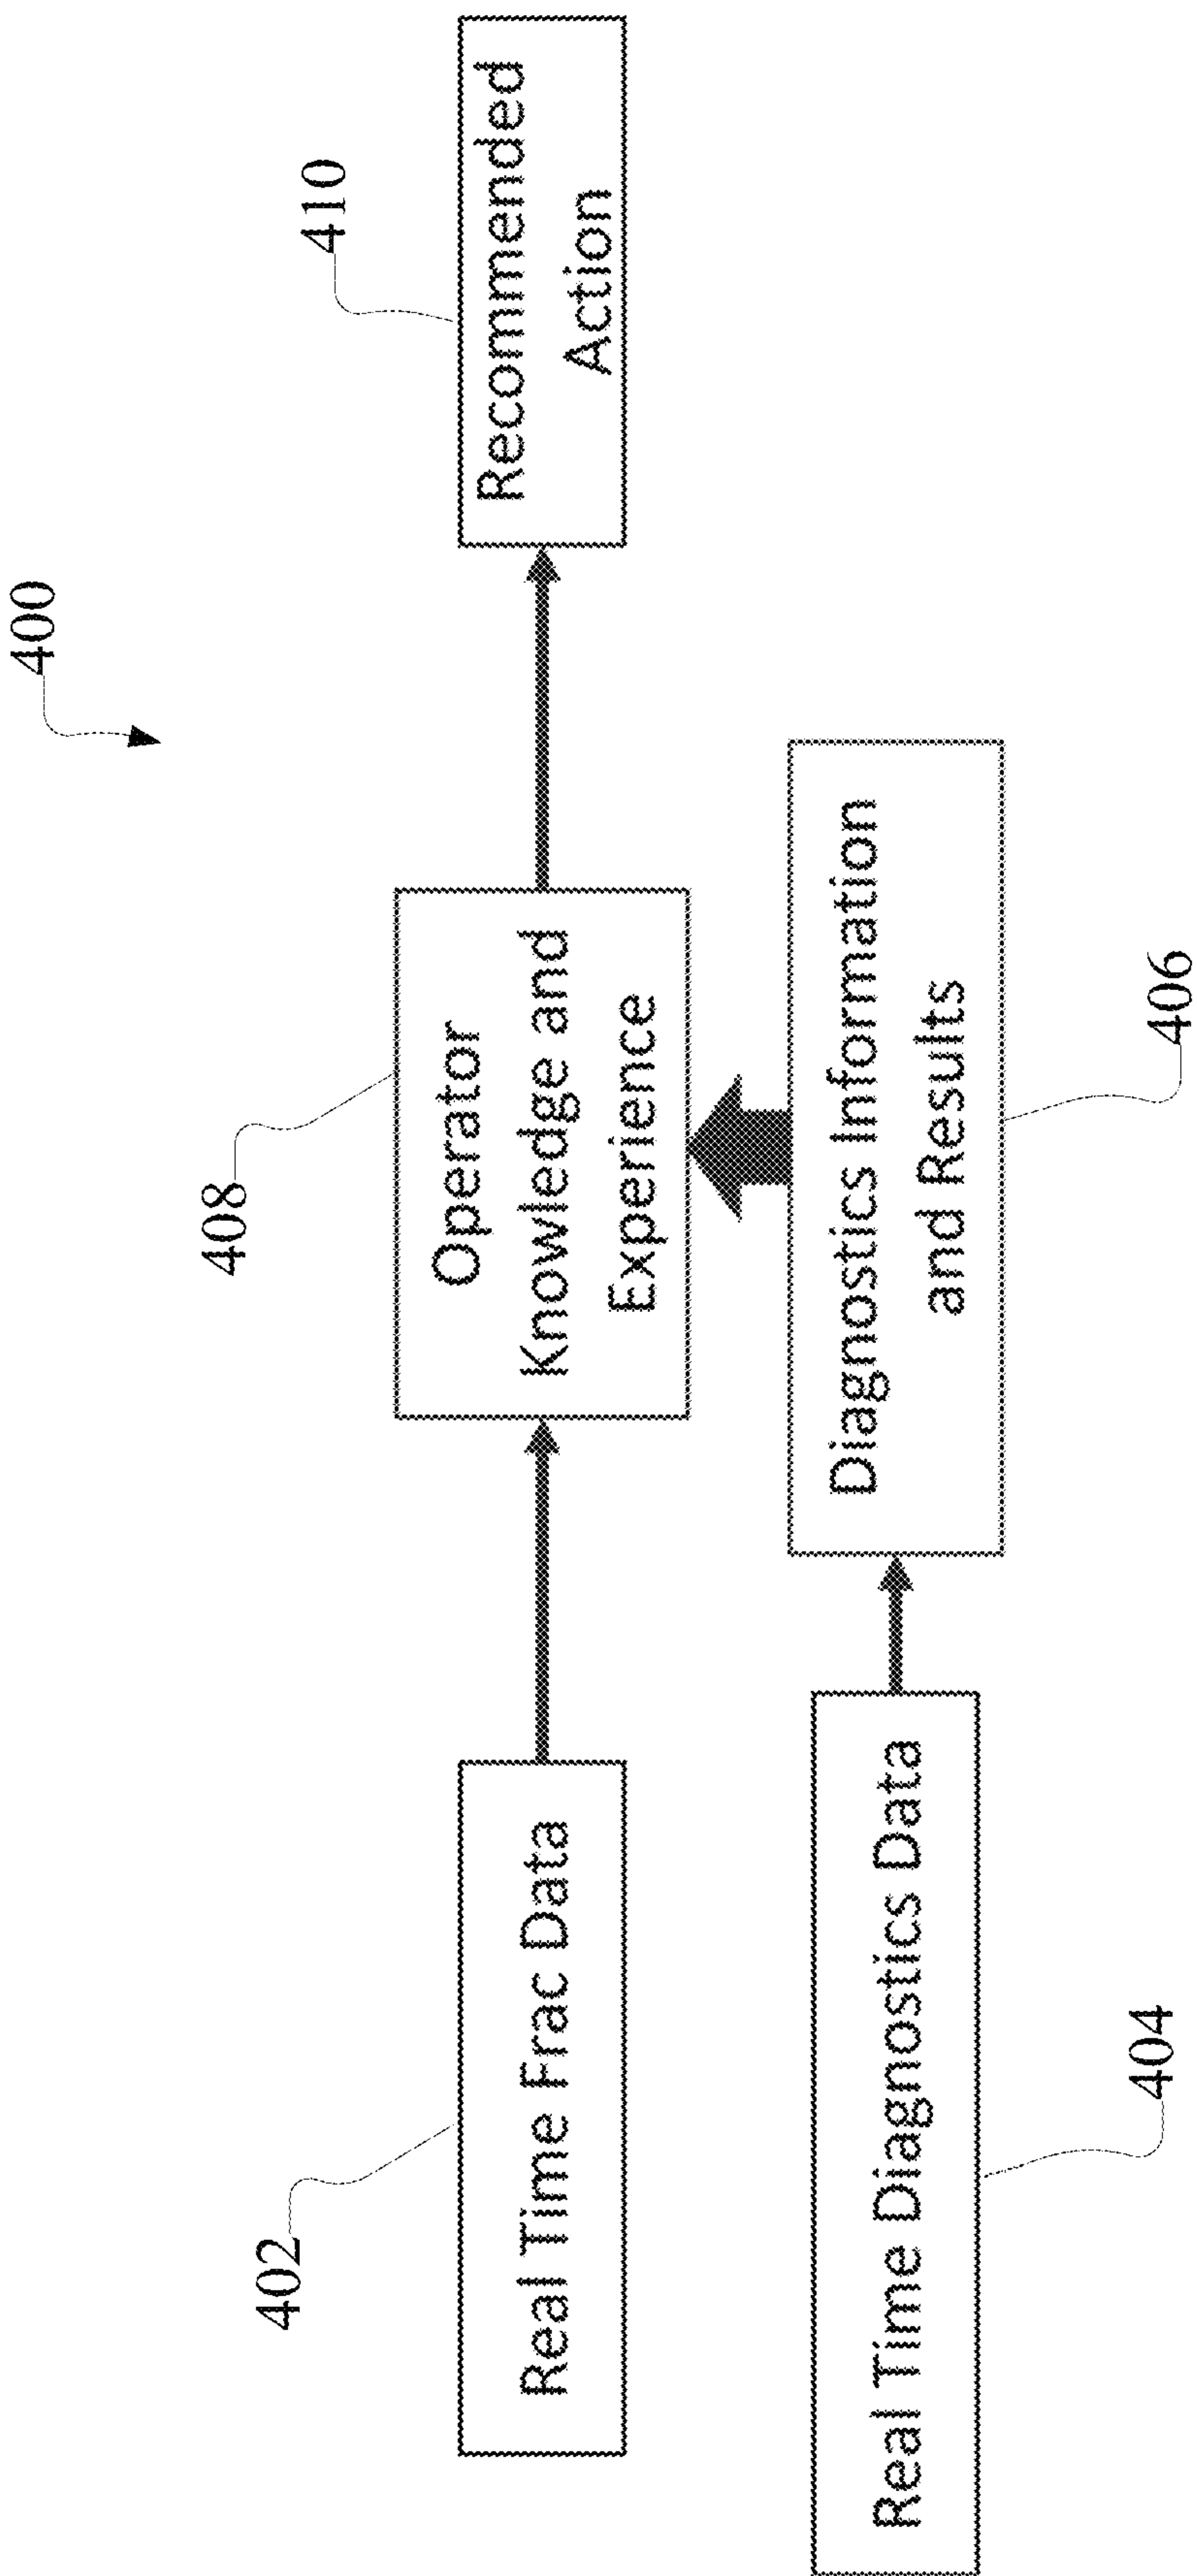 400
402
Real Time Frac Data
408
Operator
Knowledge and
Experience
410
Recommended
Action
Real Time Diagnostics Data
404
Diagnostics Information
and Results
406